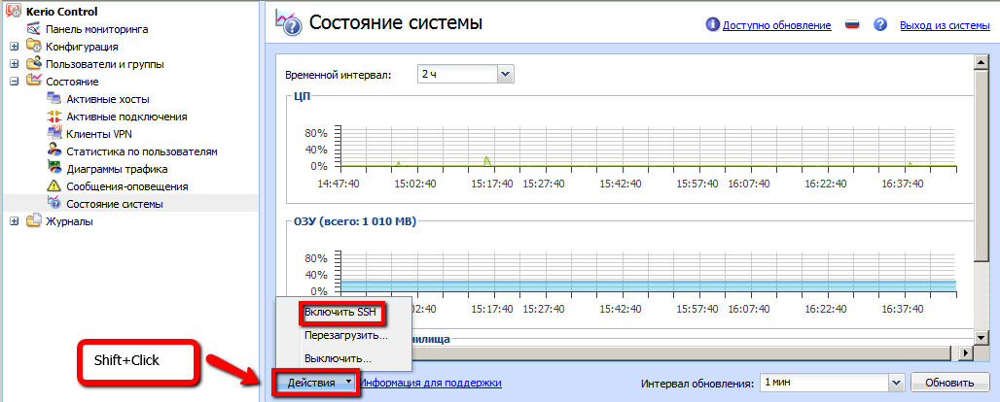 Kerio Control
Панель мониторинга
Конфигурация
Пользователи и группы
Состояние
Активные хосты
Активные подключения
Клиенты VPN
Статистика по пользователям
Диаграммы трафика
Сообщения-оповещения
Состояние системы
Журналы
Состояние системы
Доступно обновление
Выход из системы
Временной интервал: 2 ч
ЦП
80%
40%
0%
14:47:40 15:02:40 15:17:40 15:27:40 15:42:40 15:57:40 16:07:40 16:22:40 16:37:40
ОЗУ (всего: 1 010 МВ)
80%
40%
0%
15:17:40 15:27:40 15:42:40 15:57:40 16:07:40 16:22:40 16:37:40
Включить SSH
Перезагрузить...
Выключить...
Shift+Click
Действия
Информация для поддержки
Интервал обновления: 1 мин
Обновить